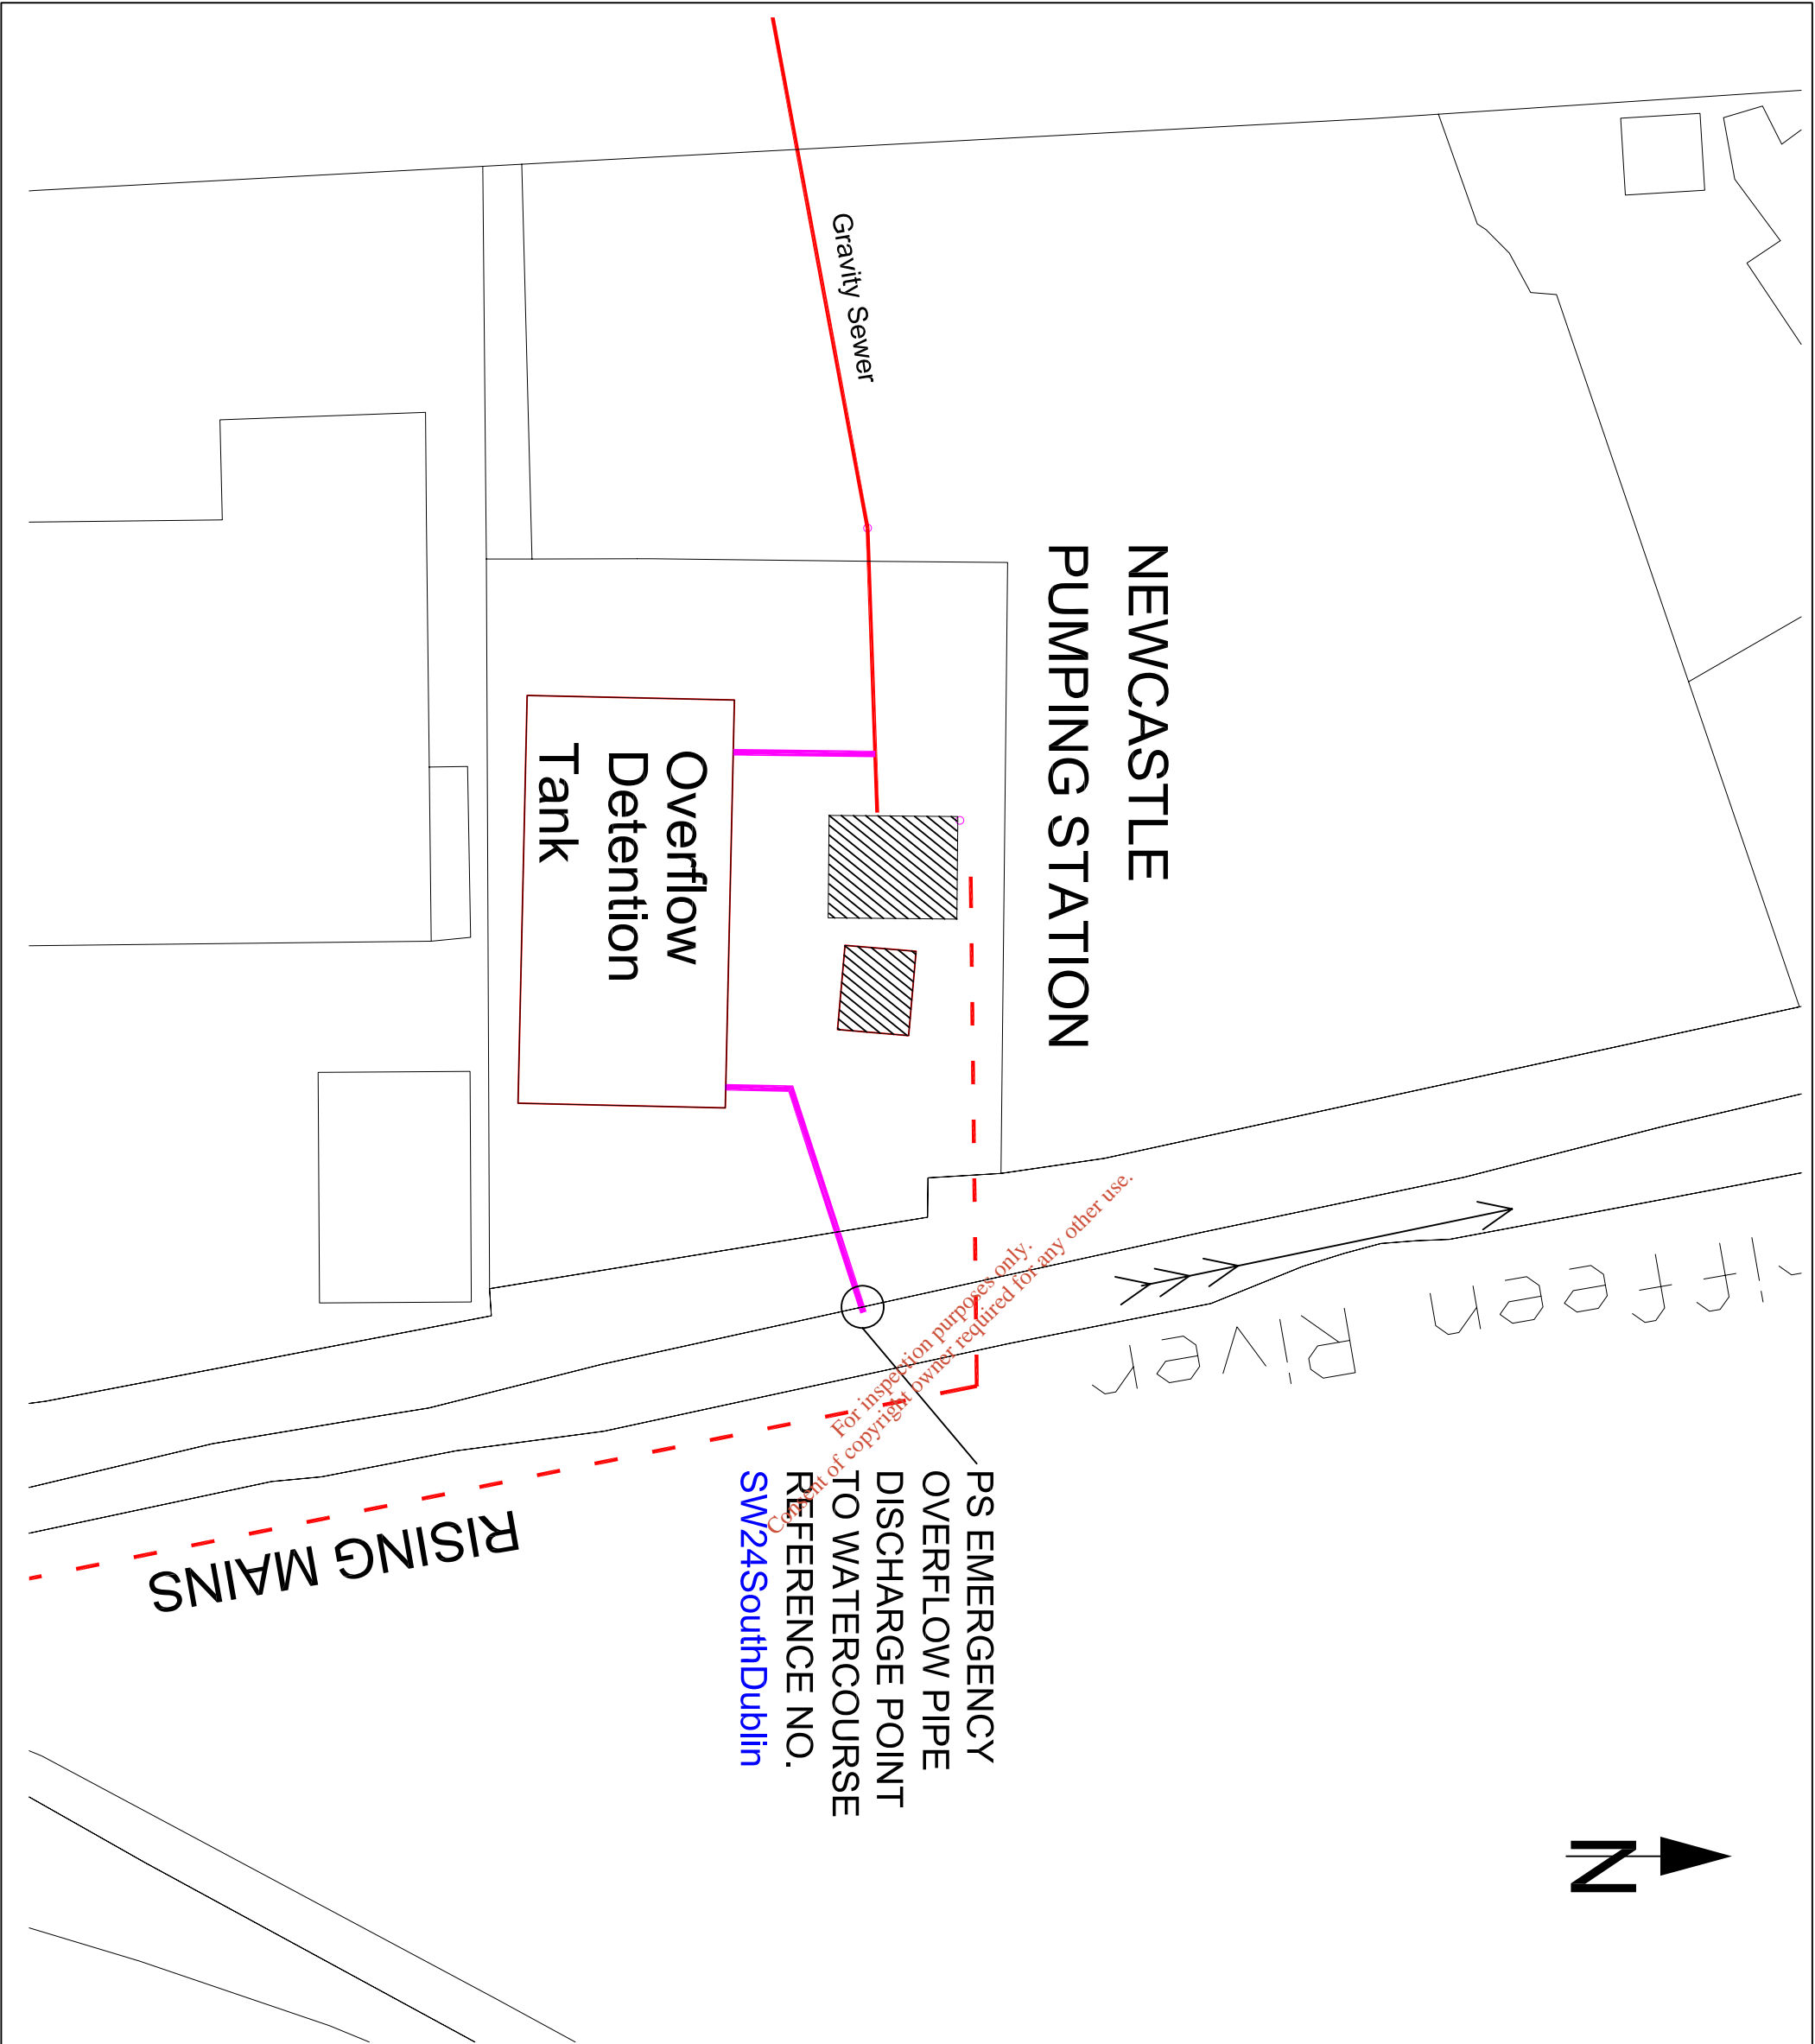 NEWCASTLE
PUMPING STATION
Gravity Sewer
Overflow
Detention
Tank
River
RISING MAINS
PS EMERGENCY
OVERFLOW PIPE
DISCHARGE POINT
TO WATERCOURSE
REFERENCE NO.
SW24SouthDublin
N
For inspection purposes only.
Consent of copyright owner required for any other use.